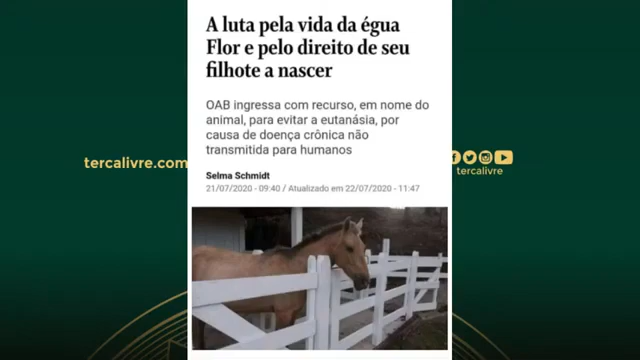 A luta pela vida da égua
Flor e pelo direito de seu
filhote a nascer
OAB ingressa com recurso, em nome do
animal, para evitar a eutanásia, por
causa de doença crônica não
transmitida para humanos
Selma Schmidt
21/07/2020 - 09:40 / Atualizado em 22/07/2020 - 11:47
tercalivre.com
tercalivre